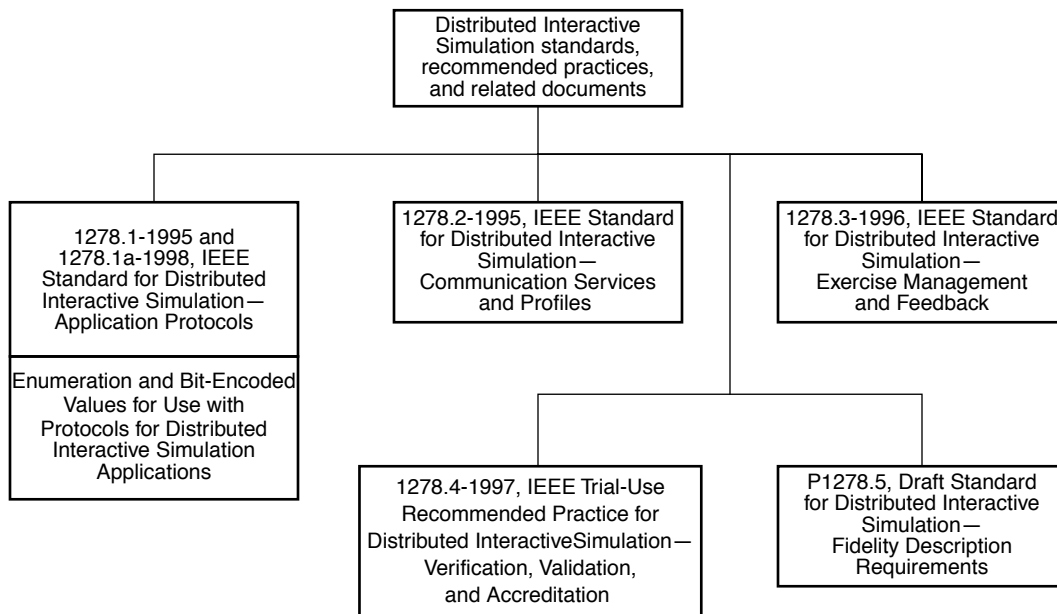 Distributed Interactive
Simulation standards,
recommended practices,
and related documents
1278.1-1995 and
1278.1a-1998, IEEE
Standard for Distributed
Interactive Simulation—
Application Protocols
Enumeration and Bit-Encoded
Values for Use with
Protocols for Distributed
Interactive Simulation
Applications
1278.2-1995, IEEE Standard
for Distributed Interactive
Simulation—
Communication Services
and Profiles
1278.3-1996, IEEE Standard
for Distributed Interactive
Simulation—
Exercise Management
and Feedback
1278.4-1997, IEEE Trial-Use
Recommended Practice for
Distributed InteractiveSimulation—
Verification, Validation,
and Accreditation
P1278.5, Draft Standard
for Distributed Interactive
Simulation—
Fidelity Description
Requirements